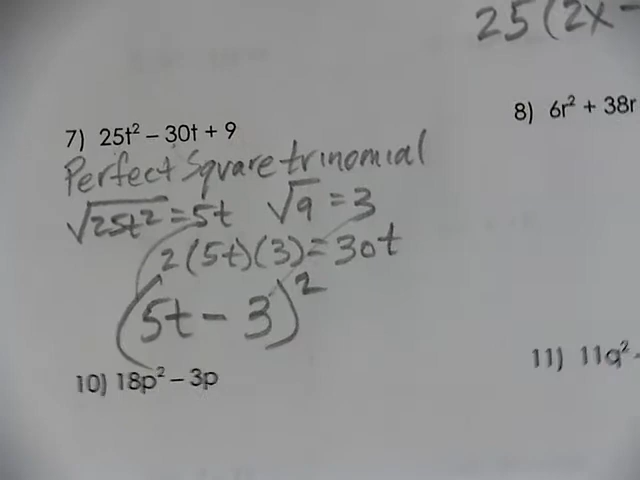 25(2x -
7) 25t² – 30t + 9
8) 6r² + 38r
Perfect Square trinomial
√25t² = 5t √9 = 3
2(5t)(3) = 30t
(5t - 3)²
11) 11q² -
10) 18p² – 3p